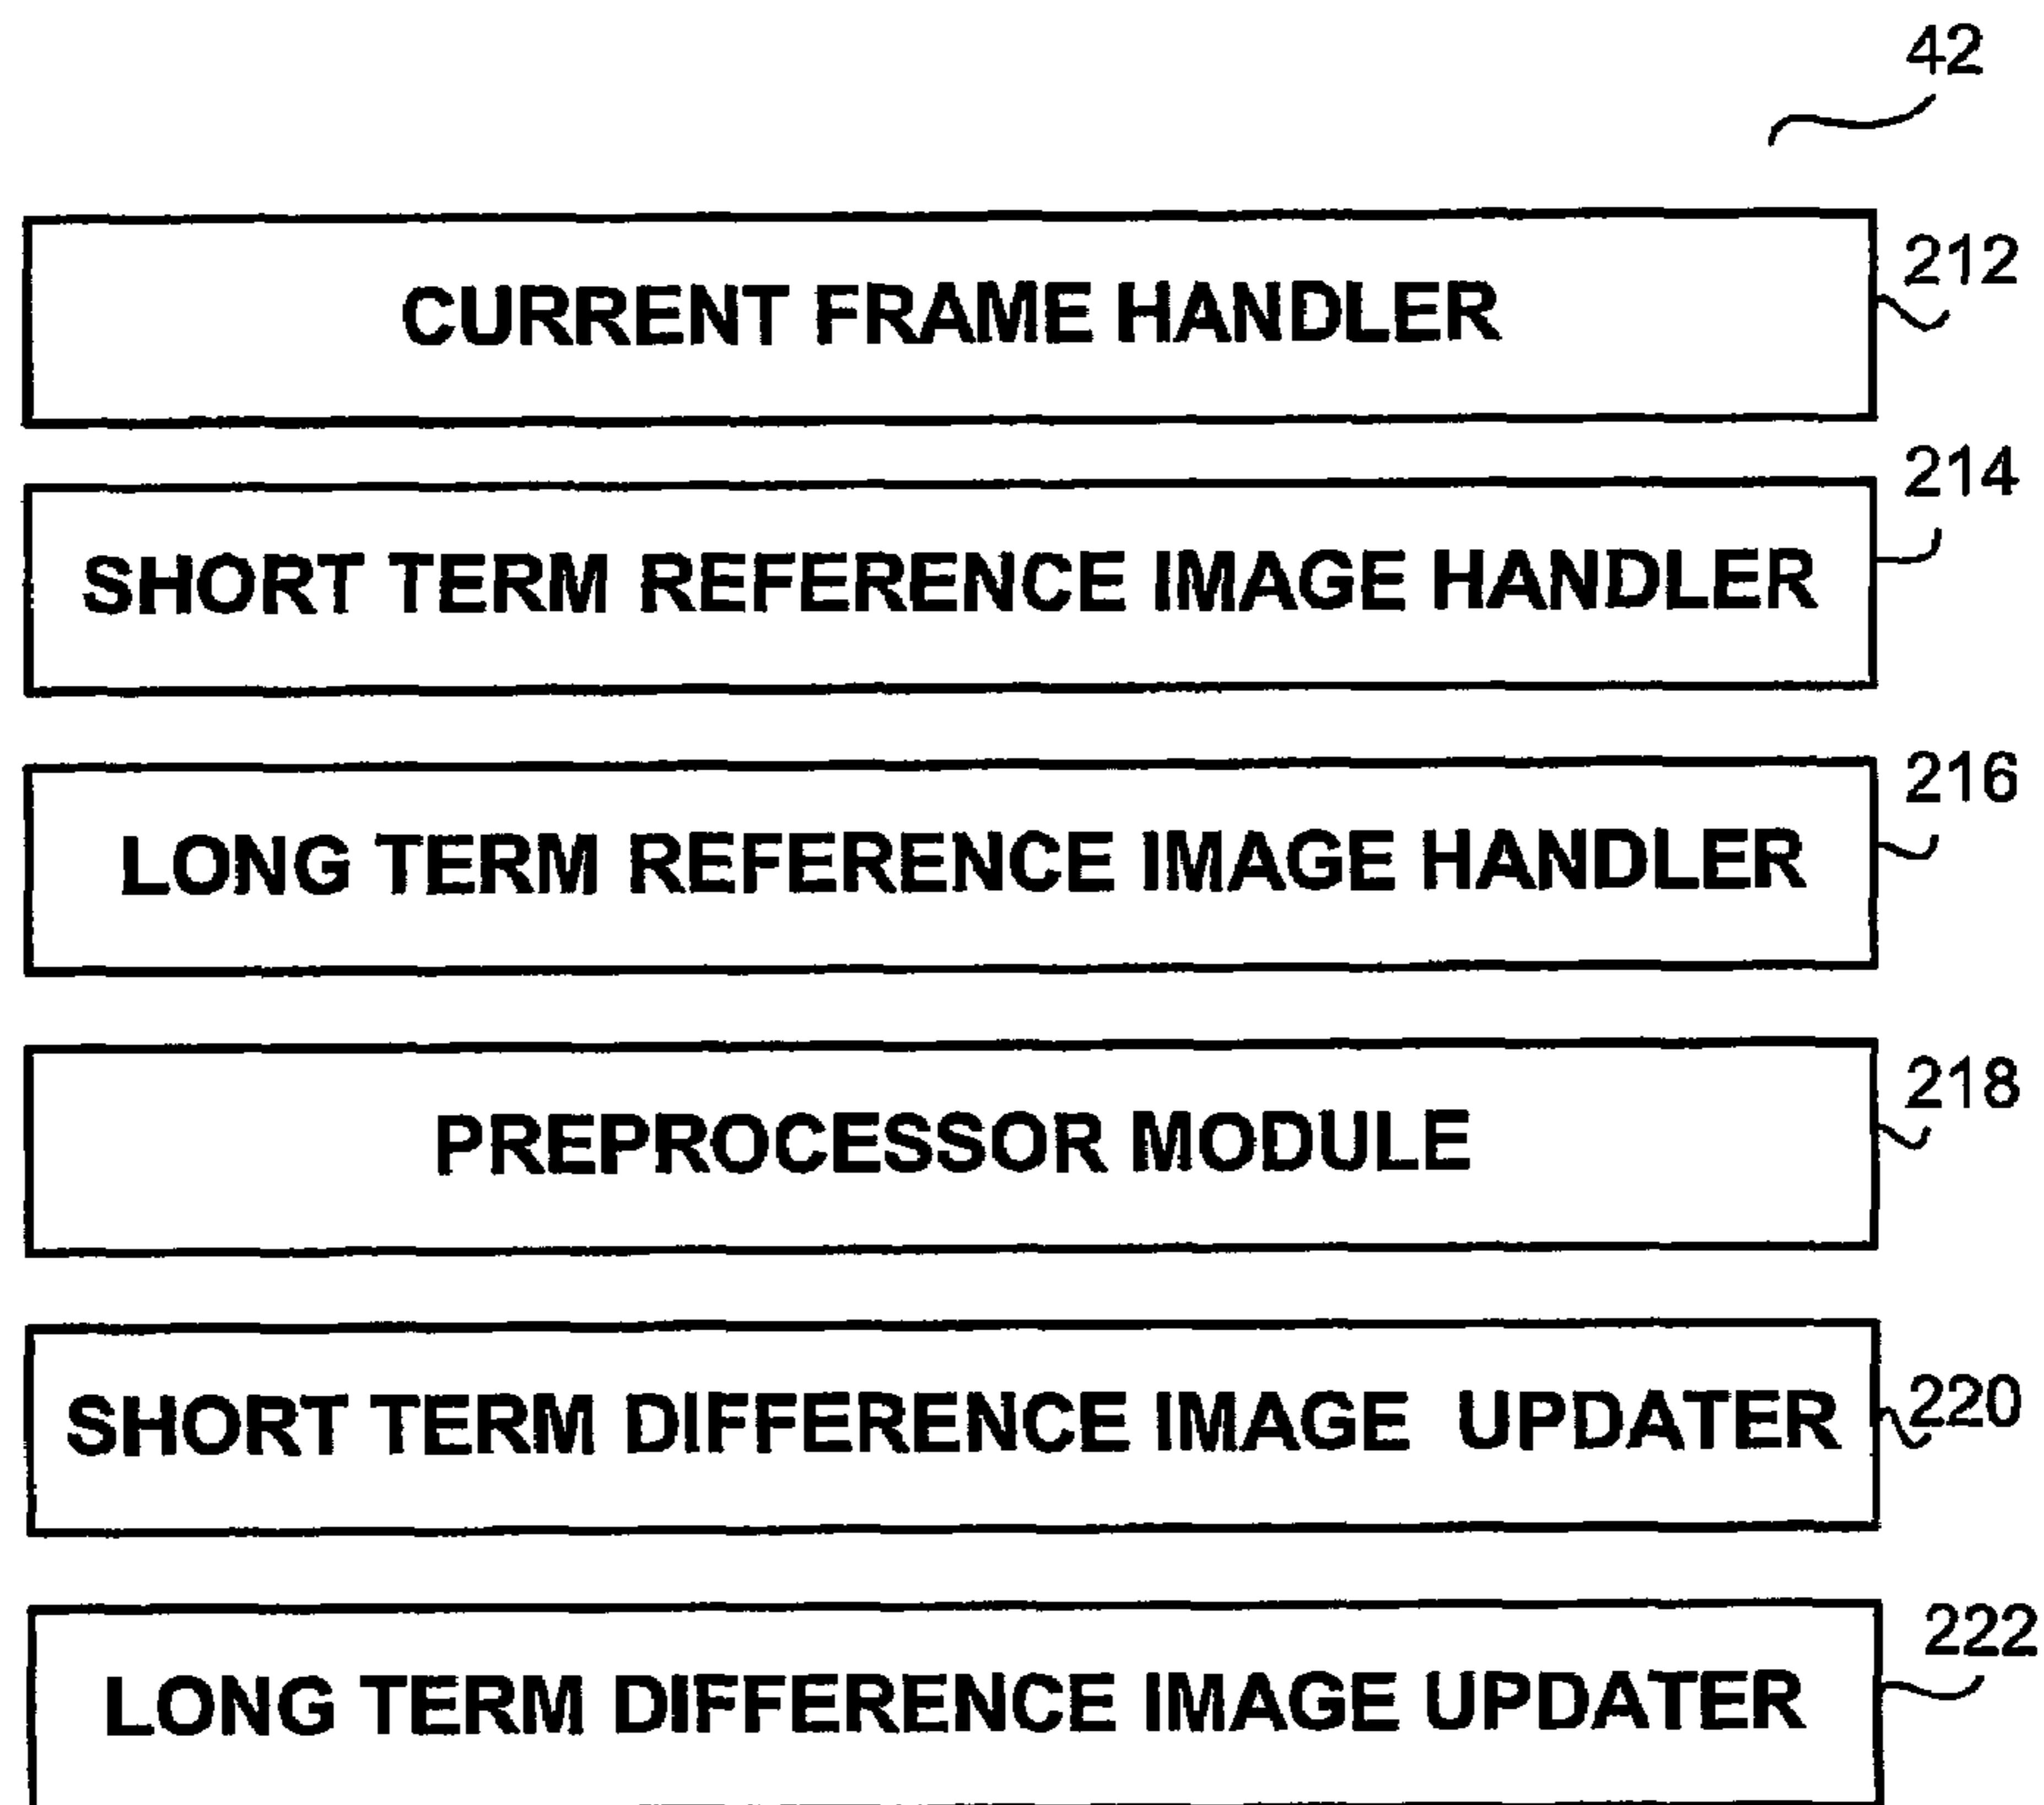 42
CURRENT FRAME HANDLER
212
SHORT TERM REFERENCE IMAGE HANDLER
214
LONG TERM REFERENCE IMAGE HANDLER
216
PREPROCESSOR MODULE
218
SHORT TERM DIFFERENCE IMAGE UPDATER
220
LONG TERM DIFFERENCE IMAGE UPDATER
222